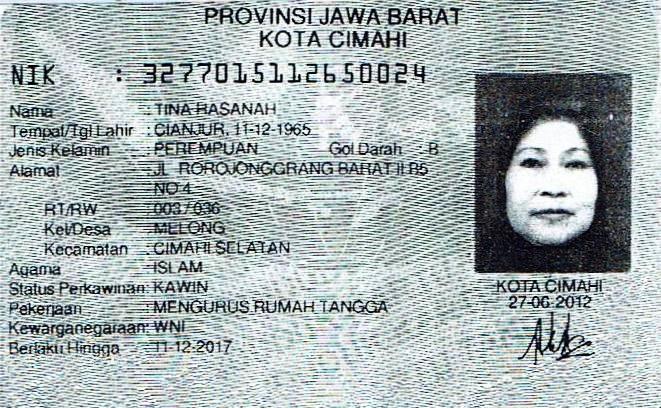 PROVINSI JAWA BARAT
KOTA CIMAHI
NIK : 3277015112650024
Nama : TINA RASANAH
Tempat/Tgl Lahir : CIANJUR, 11-12-1965
Jenis Kelamin : PEREMPUAN Gol Darah : B
Alamat : JL ROROJONGGRANG BARAT II B5
NO 4
RT/RW : 003 / 036
Kel/Desa : MELONG
Kecamatan : CIMAHI SELATAN
Agama : ISLAM
Status Perkawinan: KAWIN
Pekerjaan : MENGURUS RUMAH TANGGA
Kewarganegaraan: WNI
Berlaku Hingga : 11-12-2017
KOTA CIMAHI
27-06-2012